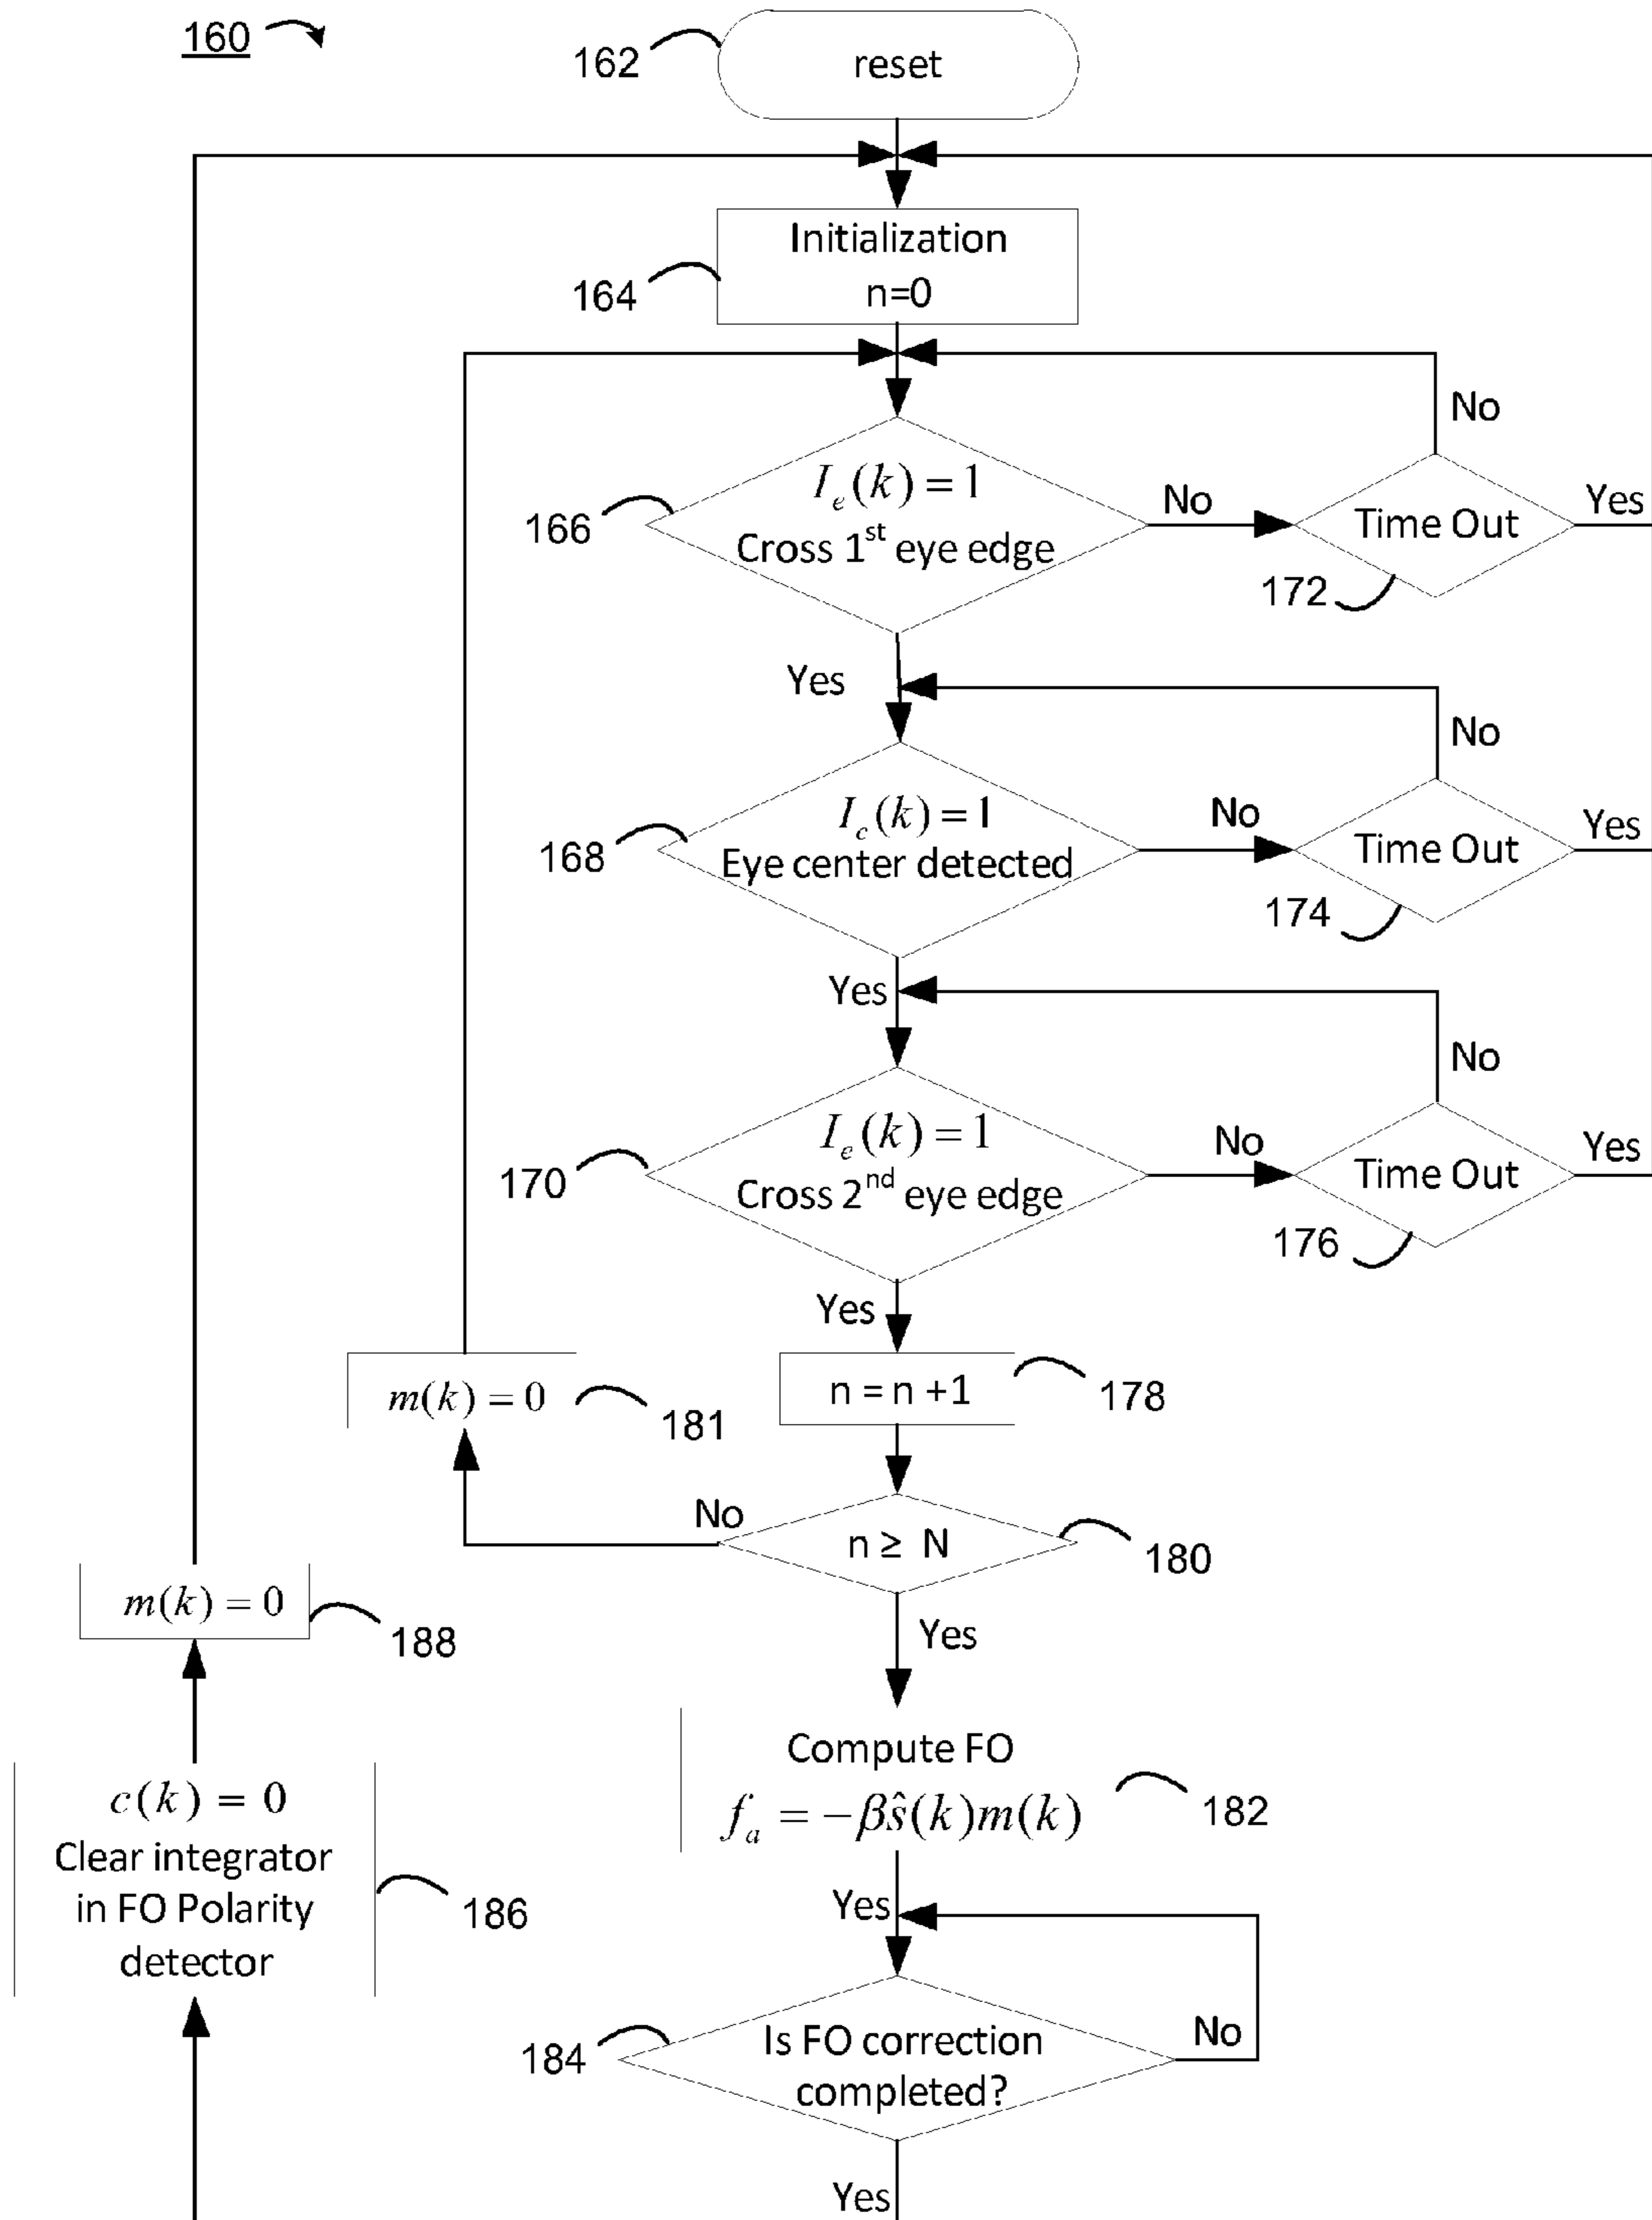 160
162
reset
Initialization
n=0
164
No
I_e(k) = 1
Cross 1st eye edge
166
No
Time Out
Yes
172
Yes
No
I_c(k) = 1
Eye center detected
168
No
Time Out
Yes
174
Yes
No
I_e(k) = 1
Cross 2nd eye edge
170
No
Time Out
Yes
176
Yes
m(k) = 0
181
n = n +1
178
No
n ≥ N
180
m(k) = 0
188
Yes
Compute FO
f_a = −βŝ(k)m(k)
182
c(k) = 0
Clear integrator
in FO Polarity
detector
186
Yes
184
Is FO correction
completed?
No
Yes